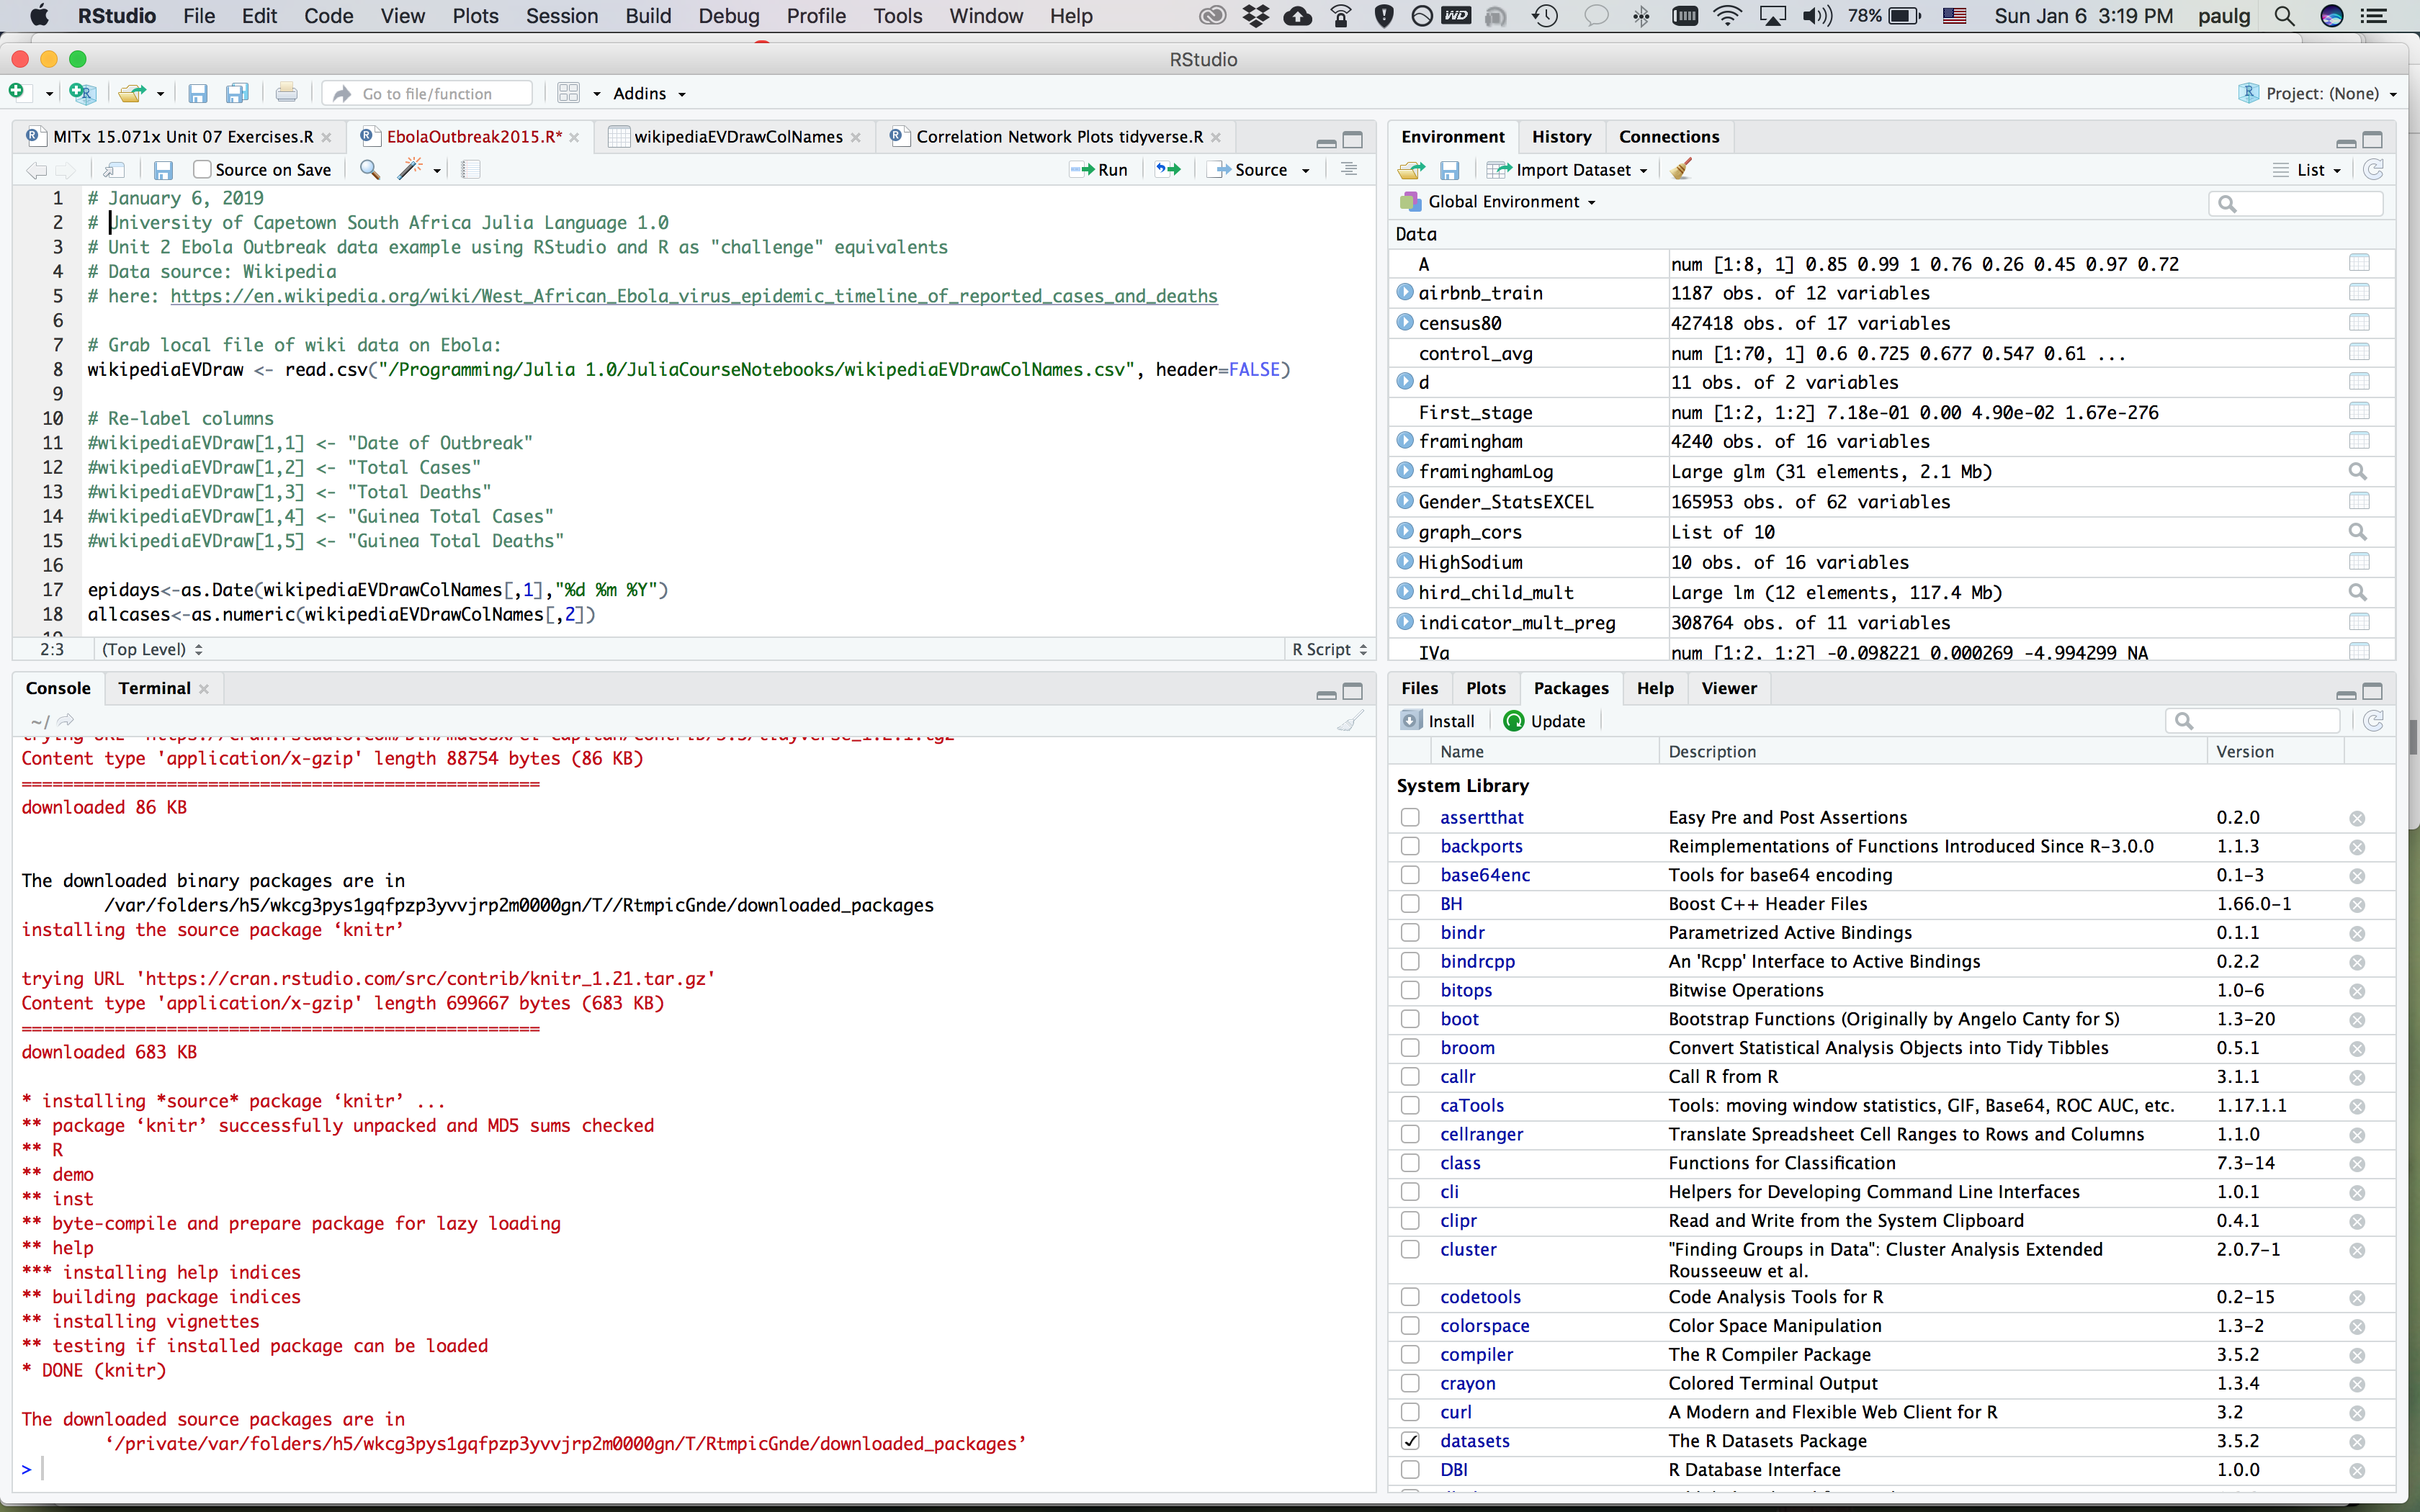 RStudio File Edit Code View Plots Session Build Debug Profile Tools Window Help WD 78% Sun Jan 6 3:19 PM paulg
RStudio
Go to file/function Addins Project: (None)
MITx 15.071x Unit 07 Exercises.R EbolaOutbreak2015.R* wikipediaEVDrawColNames Correlation Network Plots tidyverse.R
Source on Save Run Source
1 # January 6, 2019
2 # University of Capetown South Africa Julia Language 1.0
3 # Unit 2 Ebola Outbreak data example using RStudio and R as "challenge" equivalents
4 # Data source: Wikipedia
5 # here: https://en.wikipedia.org/wiki/West_African_Ebola_virus_epidemic_timeline_of_reported_cases_and_deaths
6
7 # Grab local file of wiki data on Ebola:
8 wikipediaEVDraw <- read.csv("/Programming/Julia 1.0/JuliaCourseNotebooks/wikipediaEVDrawColNames.csv", header=FALSE)
9
10 # Re-label columns
11 #wikipediaEVDraw[1,1] <- "Date of Outbreak"
12 #wikipediaEVDraw[1,2] <- "Total Cases"
13 #wikipediaEVDraw[1,3] <- "Total Deaths"
14 #wikipediaEVDraw[1,4] <- "Guinea Total Cases"
15 #wikipediaEVDraw[1,5] <- "Guinea Total Deaths"
16
17 epidays<-as.Date(wikipediaEVDrawColNames[,1],"%d %m %Y")
18 allcases<-as.numeric(wikipediaEVDrawColNames[,2])
19
2:3 (Top Level) R Script
Console Terminal
~/
trying URL 'https://cran.rstudio.com/bin/macosx/el-capitan/contrib/3.5/tidyverse_1.2.1.tgz'
Content type 'application/x-gzip' length 88754 bytes (86 KB)
==================================================
downloaded 86 KB
The downloaded binary packages are in
/var/folders/h5/wkcg3pys1gqfpzp3yvvjrp2m0000gn/T//RtmpicGnde/downloaded_packages
installing the source package ‘knitr’
trying URL 'https://cran.rstudio.com/src/contrib/knitr_1.21.tar.gz'
Content type 'application/x-gzip' length 699667 bytes (683 KB)
==================================================
downloaded 683 KB
* installing *source* package ‘knitr’ ...
** package ‘knitr’ successfully unpacked and MD5 sums checked
** R
** demo
** inst
** byte-compile and prepare package for lazy loading
** help
*** installing help indices
** building package indices
** installing vignettes
** testing if installed package can be loaded
* DONE (knitr)
The downloaded source packages are in
‘/private/var/folders/h5/wkcg3pys1gqfpzp3yvvjrp2m0000gn/T/RtmpicGnde/downloaded_packages’
>
Environment History Connections
Import Dataset List
Global Environment
Data
A num [1:8, 1] 0.85 0.99 1 0.76 0.26 0.45 0.97 0.72
airbnb_train 1187 obs. of 12 variables
census80 427418 obs. of 17 variables
control_avg num [1:70, 1] 0.6 0.725 0.677 0.547 0.61 ...
d 11 obs. of 2 variables
First_stage num [1:2, 1:2] 7.18e-01 0.00 4.90e-02 1.67e-276
framingham 4240 obs. of 16 variables
framinghamLog Large glm (31 elements, 2.1 Mb)
Gender_StatsEXCEL 165953 obs. of 62 variables
graph_cors List of 10
HighSodium 10 obs. of 16 variables
hird_child_mult Large lm (12 elements, 117.4 Mb)
indicator_mult_preg 308764 obs. of 11 variables
IVa num [1:2, 1:2] -0.098221 0.000269 -4.994299 NA
Files Plots Packages Help Viewer
Install Update
Name Description Version
System Library
assertthat Easy Pre and Post Assertions 0.2.0
backports Reimplementations of Functions Introduced Since R-3.0.0 1.1.3
base64enc Tools for base64 encoding 0.1-3
BH Boost C++ Header Files 1.66.0-1
bindr Parametrized Active Bindings 0.1.1
bindrcpp An 'Rcpp' Interface to Active Bindings 0.2.2
bitops Bitwise Operations 1.0-6
boot Bootstrap Functions (Originally by Angelo Canty for S) 1.3-20
broom Convert Statistical Analysis Objects into Tidy Tibbles 0.5.1
callr Call R from R 3.1.1
caTools Tools: moving window statistics, GIF, Base64, ROC AUC, etc. 1.17.1.1
cellranger Translate Spreadsheet Cell Ranges to Rows and Columns 1.1.0
class Functions for Classification 7.3-14
cli Helpers for Developing Command Line Interfaces 1.0.1
clipr Read and Write from the System Clipboard 0.4.1
cluster "Finding Groups in Data": Cluster Analysis Extended 2.0.7-1
Rousseeuw et al.
codetools Code Analysis Tools for R 0.2-15
colorspace Color Space Manipulation 1.3-2
compiler The R Compiler Package 3.5.2
crayon Colored Terminal Output 1.3.4
curl A Modern and Flexible Web Client for R 3.2
datasets The R Datasets Package 3.5.2
DBI R Database Interface 1.0.0